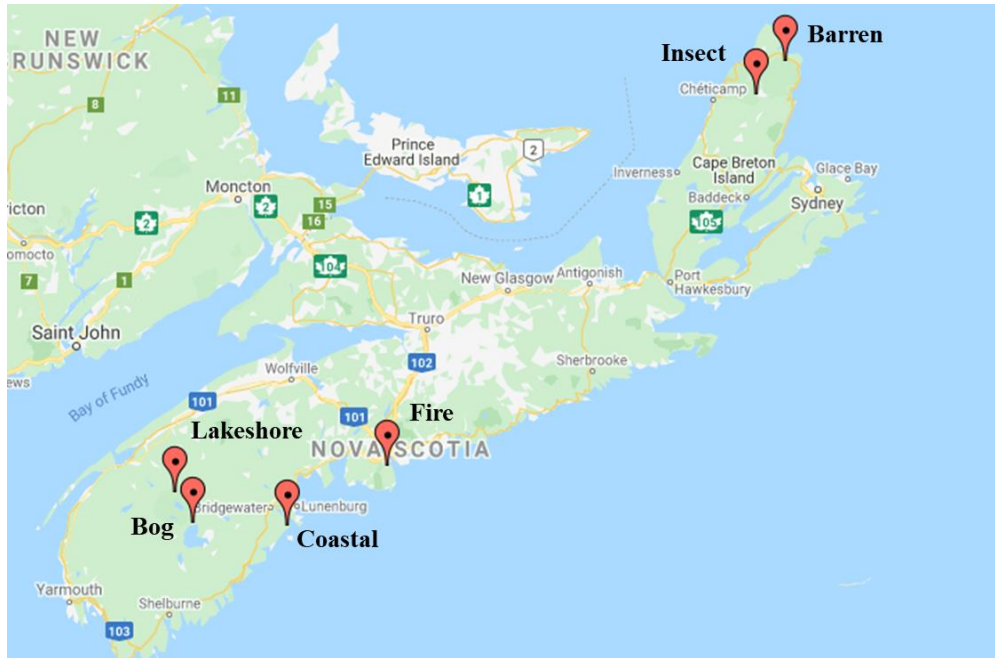 NEW
RUNSWICK
8
11
Moncton
2
2
15
16
104
ricton
omocto
7
1
Saint John
ews
Bay of Fundy
Prince
Edward Island
2
1
Insect
Barren
Chéticamp
Inverness
Cape Breton
Island
Baddeck
Glace Bay
Sydney
105
New Glasgow
Antigonish
Port
Hawkesbury
Truro
Sherbrooke
102
Wolfville
101
101
Fire
Lakeshore
NOVA SCOTIA
Bridgewater
Lunenburg
Bog
Coastal
Yarmouth
Shelburne
103